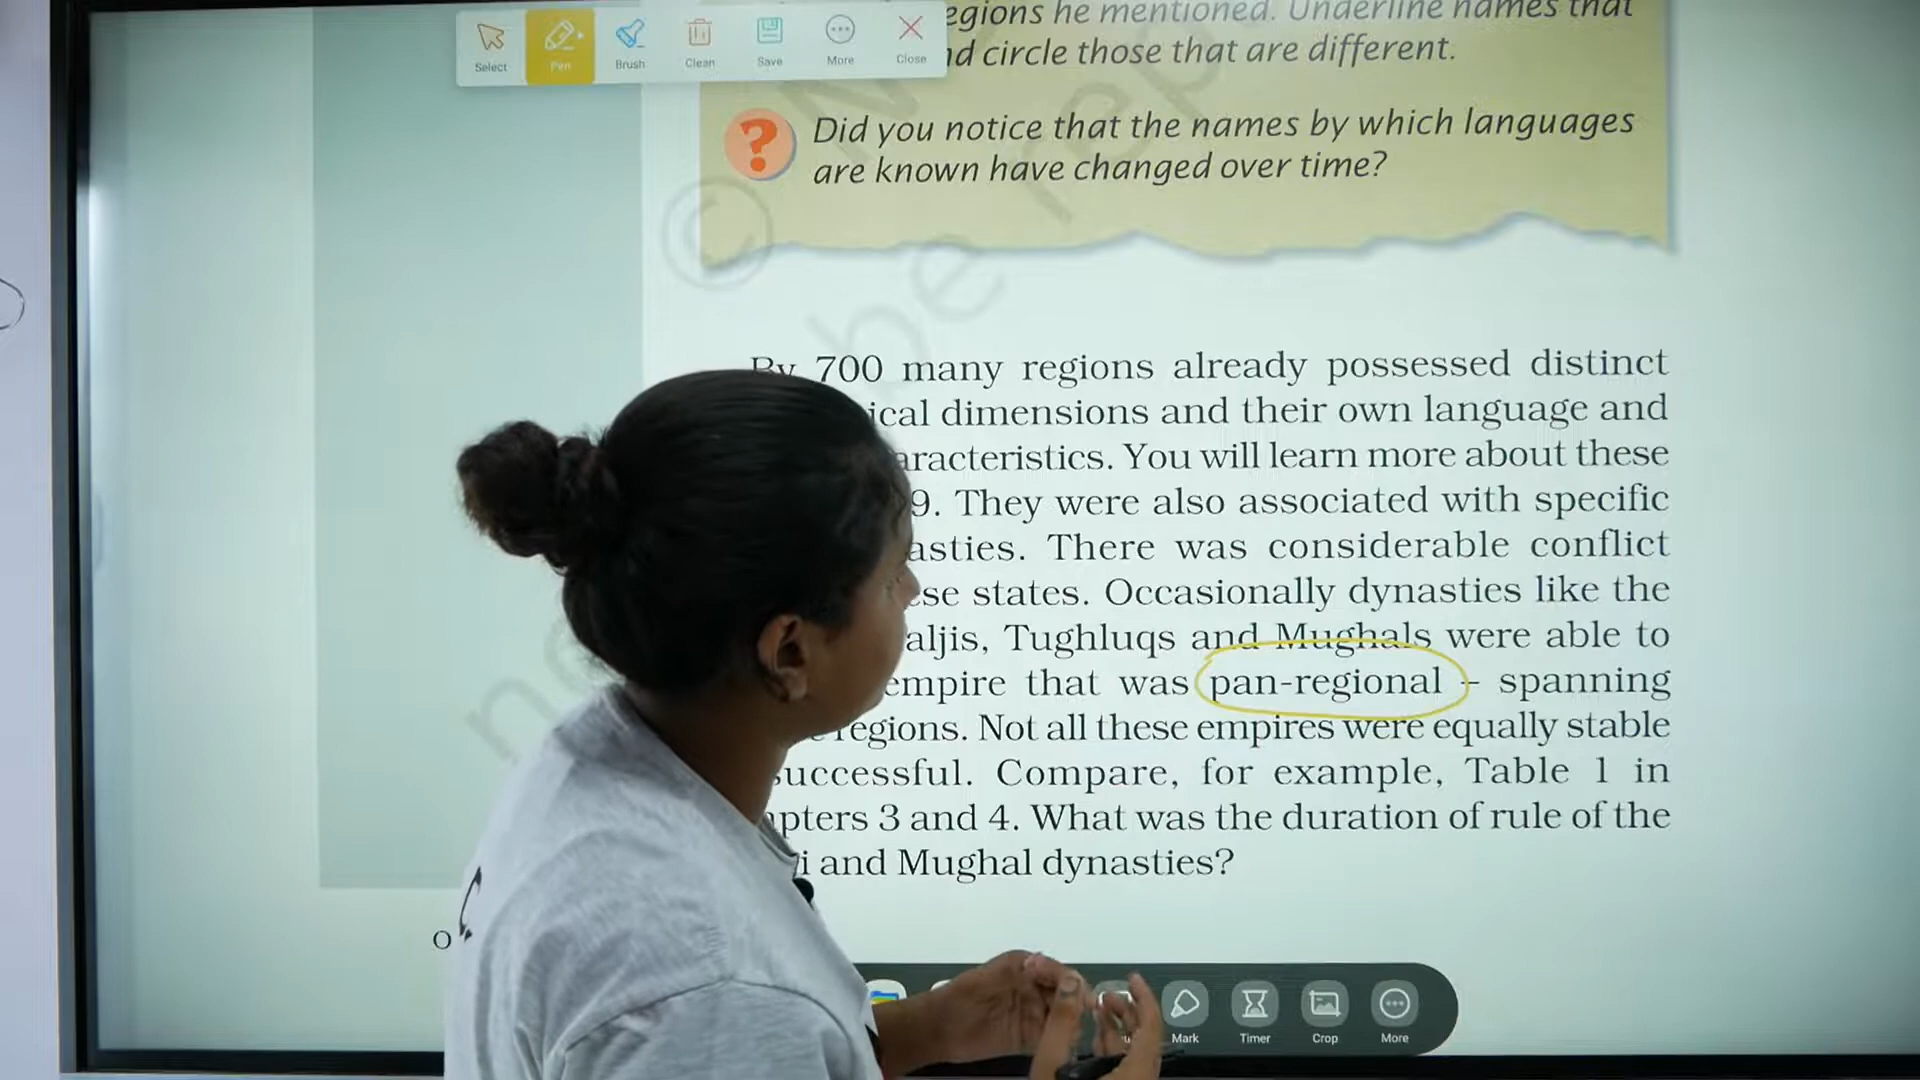 Select Pen Brush Clean Save More Close
egions he mentioned. Underline names that
nd circle those that are different.
? Did you notice that the names by which languages
are known have changed over time?
By 700 many regions already possessed distinct
ical dimensions and their own language and
aracteristics. You will learn more about these
9. They were also associated with specific
asties. There was considerable conflict
ese states. Occasionally dynasties like the
aljis, Tughluqs and Mughals were able to
empire that was pan-regional – spanning
regions. Not all these empires were equally stable
successful. Compare, for example, Table 1 in
apters 3 and 4. What was the duration of rule of the
i and Mughal dynasties?
Mark Timer Crop More